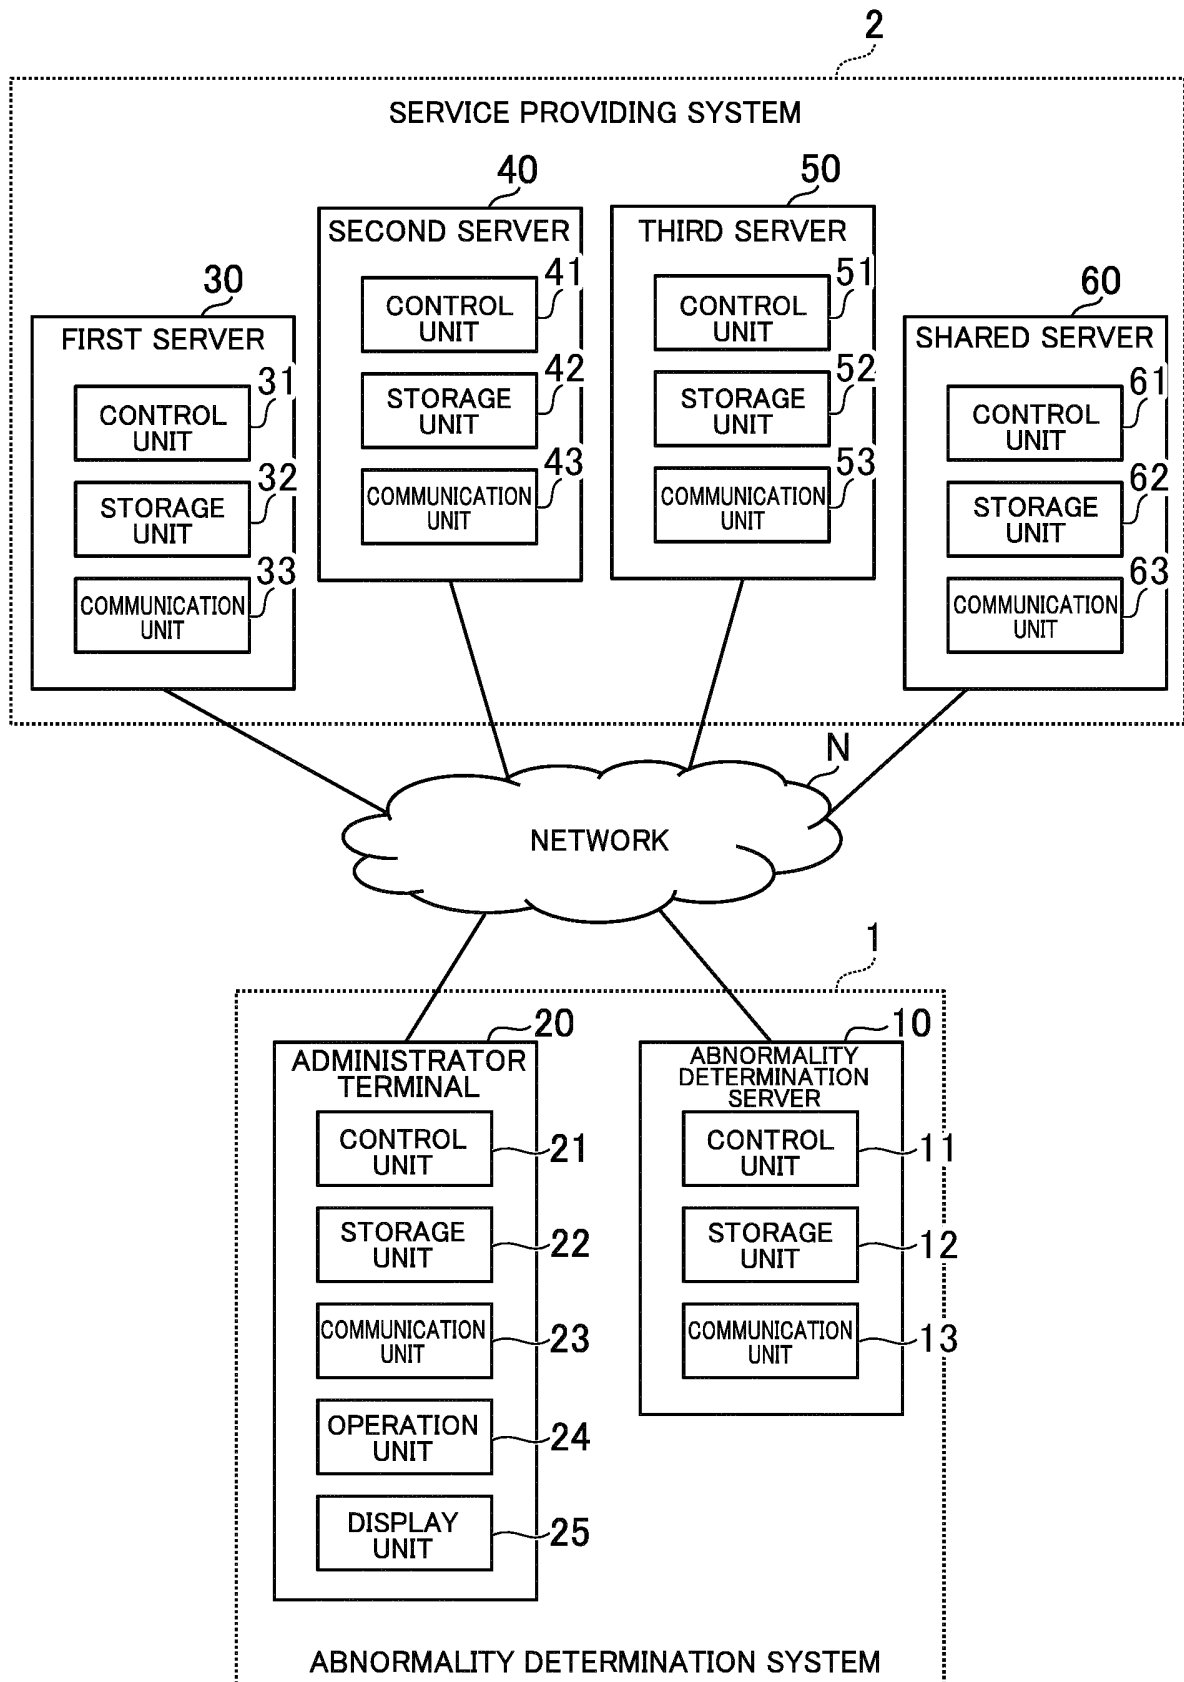 2
SERVICE PROVIDING SYSTEM
30
FIRST SERVER
CONTROL
UNIT
31
STORAGE
UNIT
32
COMMUNICATION
UNIT
33
40
SECOND SERVER
CONTROL
UNIT
41
STORAGE
UNIT
42
COMMUNICATION
UNIT
43
50
THIRD SERVER
CONTROL
UNIT
51
STORAGE
UNIT
52
COMMUNICATION
UNIT
53
60
SHARED SERVER
CONTROL
UNIT
61
STORAGE
UNIT
62
COMMUNICATION
UNIT
63
N
NETWORK
1
20
ADMINISTRATOR
TERMINAL
CONTROL
UNIT
21
STORAGE
UNIT
22
COMMUNICATION
UNIT
23
OPERATION
UNIT
24
DISPLAY
UNIT
25
10
ABNORMALITY
DETERMINATION
SERVER
CONTROL
UNIT
11
STORAGE
UNIT
12
COMMUNICATION
UNIT
13
ABNORMALITY DETERMINATION SYSTEM